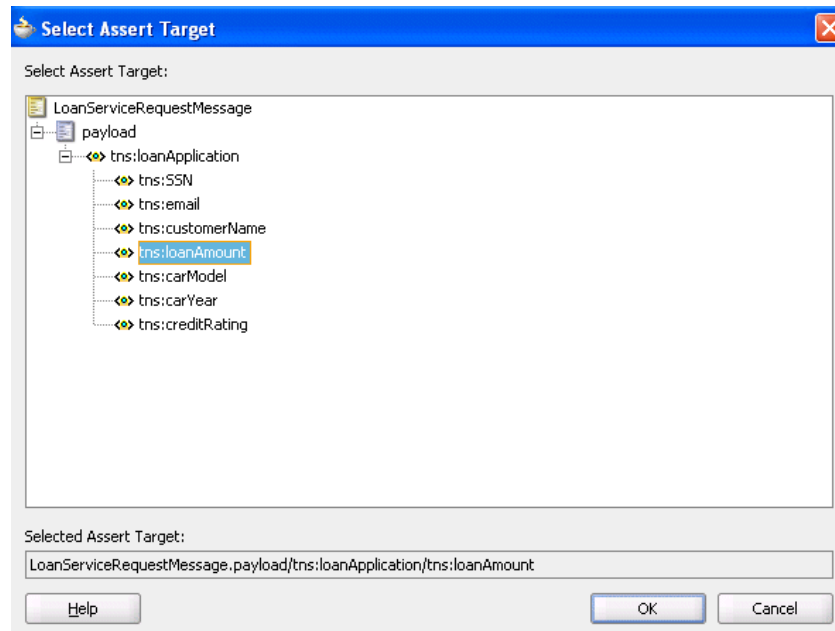 Select Assert Target
Select Assert Target:
LoanServiceRequestMessage
payload
tns:loanApplication
tns:SSN
tns:email
tns:customerName
tns:loanAmount
tns:carModel
tns:carYear
tns:creditRating
Selected Assert Target:
LoanServiceRequestMessage.payload/tns:loanApplication/tns:loanAmount
Help
OK
Cancel